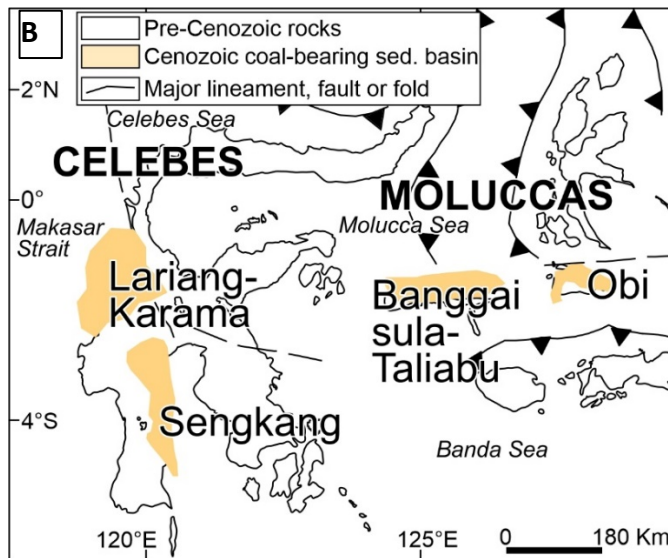 B
Pre-Cenozoic rocks
Cenozoic coal-bearing sed. basin
Major lineament, fault or fold
2°N
Celebes Sea
CELEBES
0°
MOLUCCAS
Makasar
Strait
Molucca Sea
Lariang-
Karama
Banggai
sula-
Taliabu
Obi
4°S
Sengkang
Banda Sea
120°E
125°E
0
180 Km